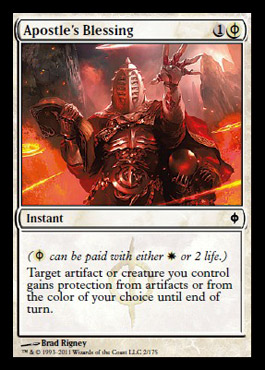 Apostle's Blessing 1
Instant
( can be paid with either or 2 life.)
Target artifact or creature you control
gains protection from artifacts or from
the color of your choice until end of
turn.
Brad Rigney
™ & © 1993-2011 Wizards of the Coast LLC 2/175